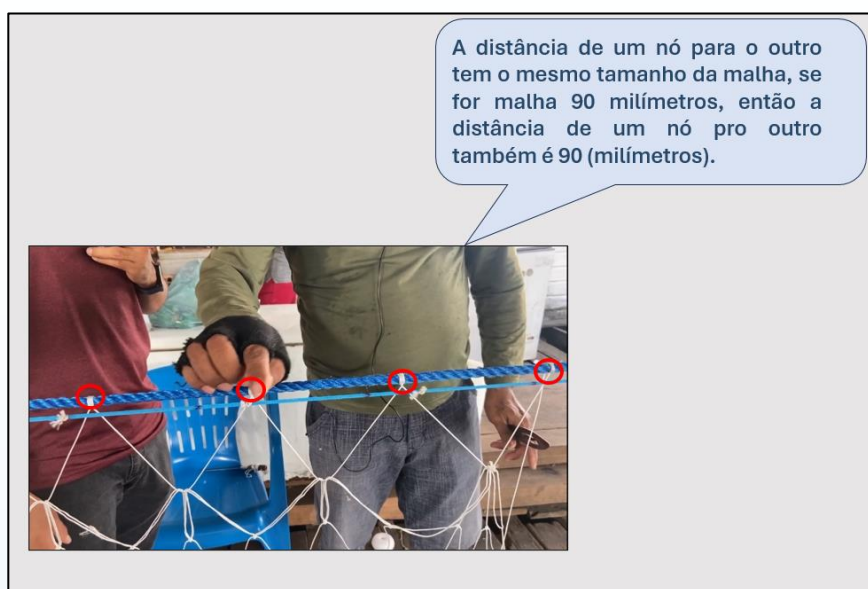 A distância de um nó para o outro
tem o mesmo tamanho da malha, se
for malha 90 milímetros, então a
distância de um nó pro outro
também é 90 (milímetros).